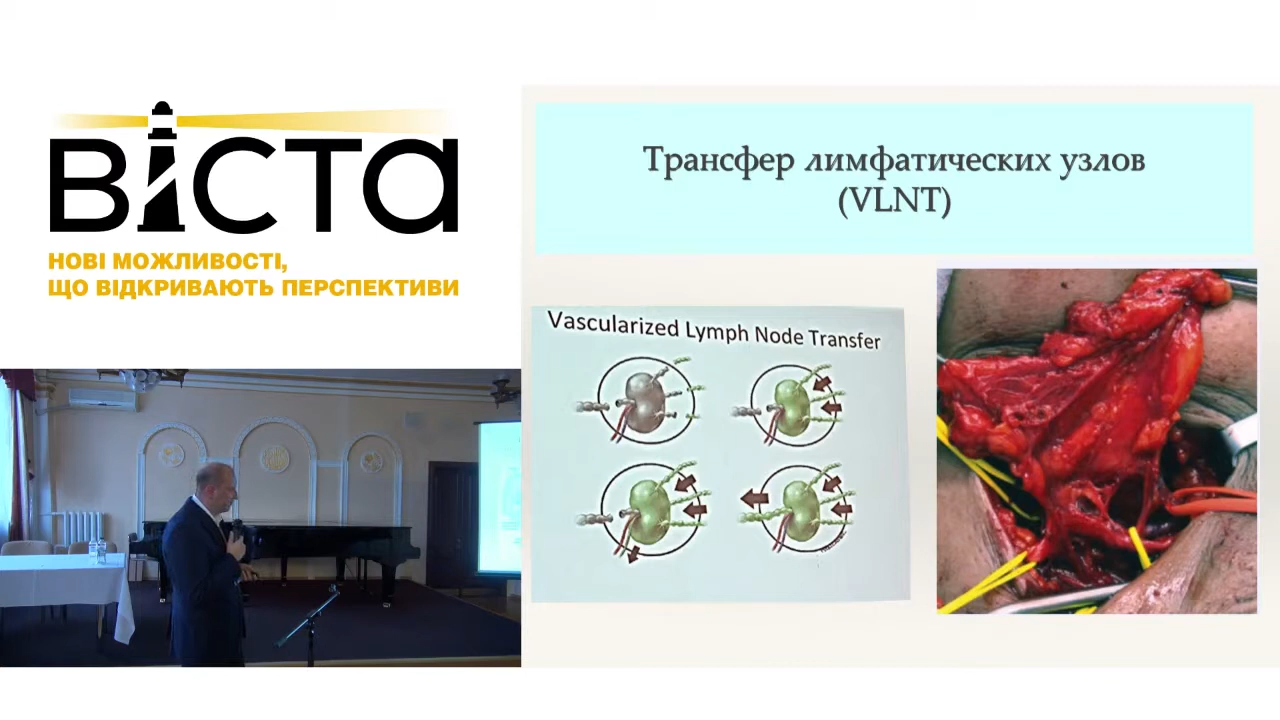 ВІСТА
НОВІ МОЖЛИВОСТІ,
ЩО ВІДКРИВАЮТЬ ПЕРСПЕКТИВИ
Трансфер лимфатических узлов
(VLNT)
Vascularized Lymph Node Transfer